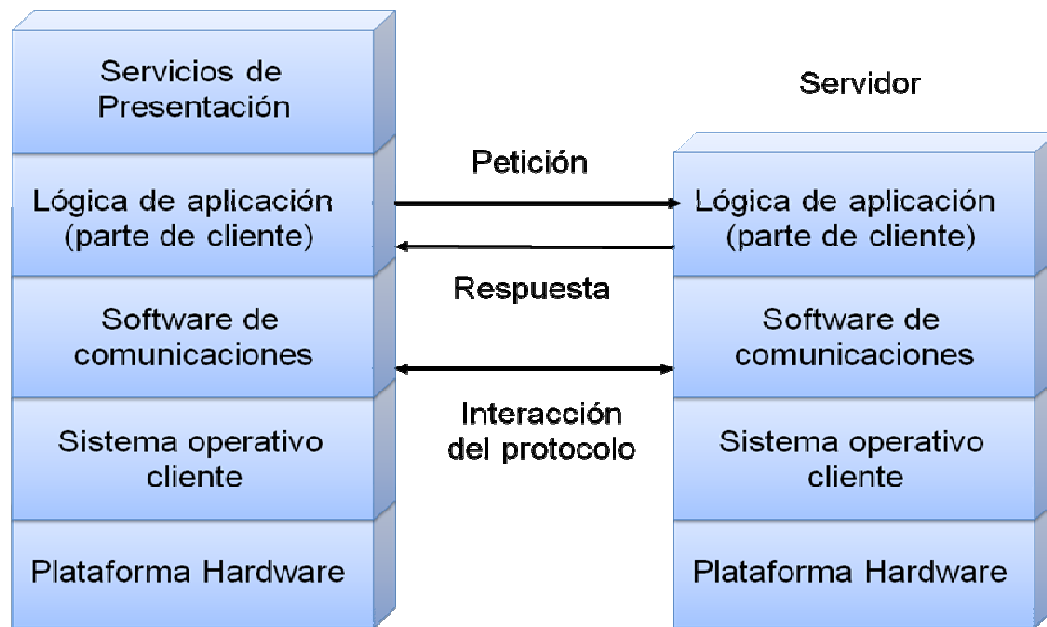 Servicios de
Presentación
Lógica de aplicación
(parte de cliente)
Software de
comunicaciones
Sistema operativo
cliente
Plataforma Hardware
Petición
Respuesta
Interacción
del protocolo
Servidor
Lógica de aplicación
(parte de cliente)
Software de
comunicaciones
Sistema operativo
cliente
Plataforma Hardware